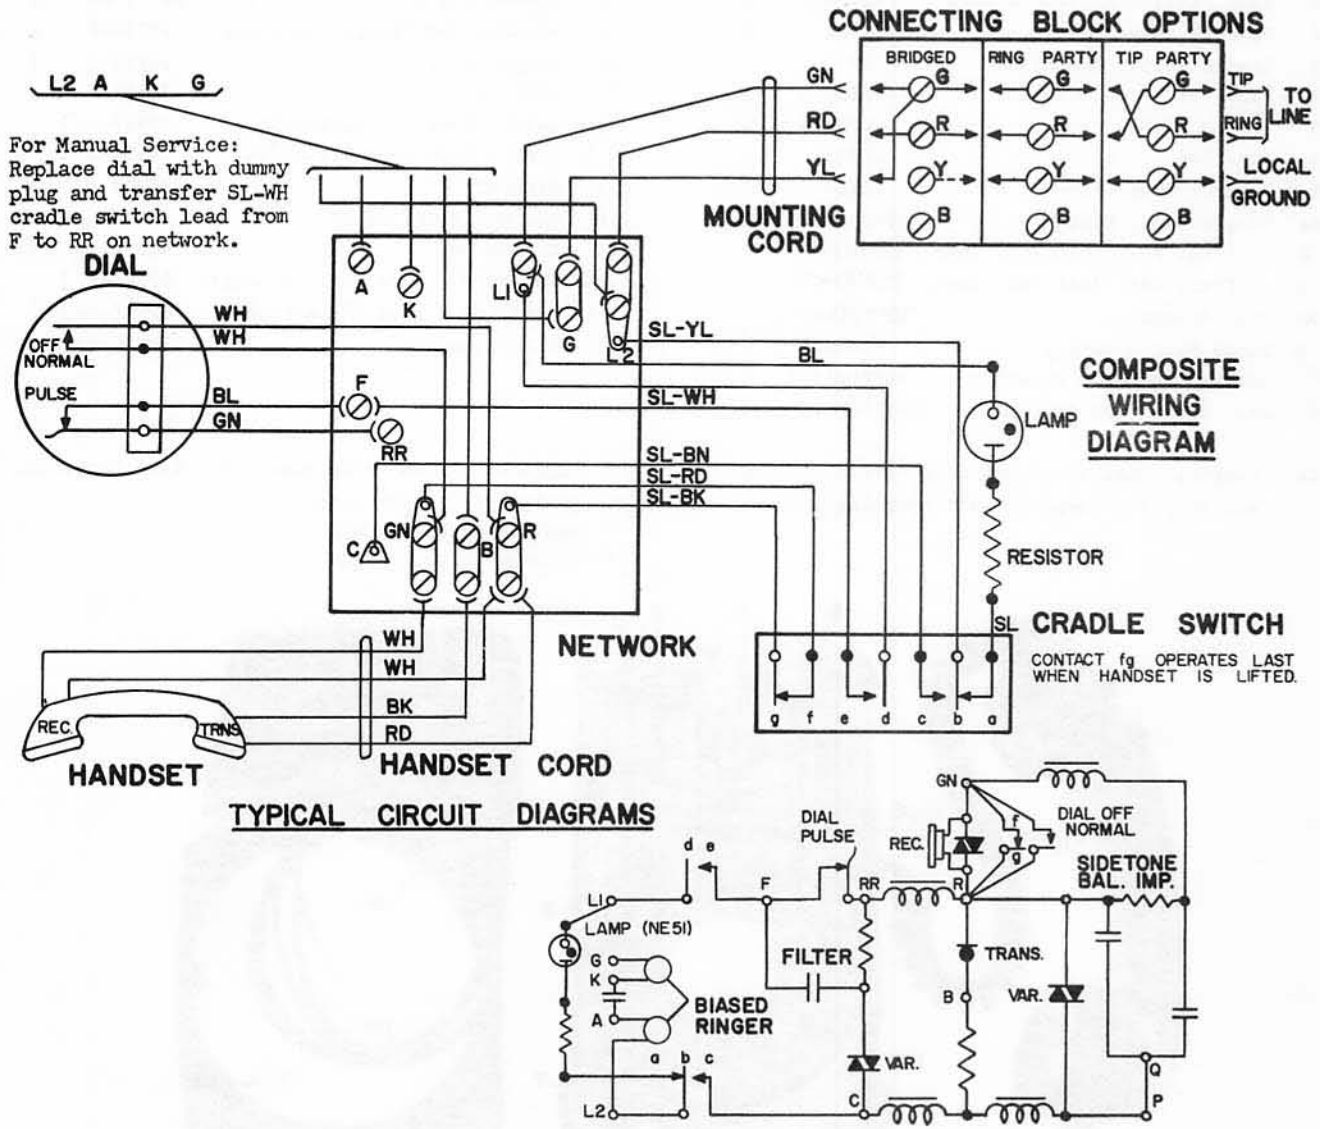 CONNECTING BLOCK OPTIONS
BRIDGED
RING PARTY
TIP PARTY
G
G
G
R
R
R
Y
Y
Y
B
B
B
TIP
RING
TO LINE
LOCAL
GROUND
GN
RD
YL
MOUNTING
CORD
L2 A K G
For Manual Service:
Replace dial with dummy
plug and transfer SL-WH
cradle switch lead from
F to RR on network.
DIAL
OFF
NORMAL
PULSE
WH
WH
BL
GN
A
K
L1
G
L2
F
RR
C
GN
B
R
SL-YL
BL
SL-WH
SL-BN
SL-RD
SL-BK
COMPOSITE
WIRING
DIAGRAM
LAMP
RESISTOR
SL
CRADLE SWITCH
CONTACT fg OPERATES LAST
WHEN HANDSET IS LIFTED.
g f e d c b a
NETWORK
WH
WH
BK
RD
REC.
TRNS
HANDSET
HANDSET CORD
TYPICAL CIRCUIT DIAGRAMS
d e
L1
LAMP (NE51)
G
K
A
BIASED
RINGER
a b c
L2
F
DIAL
PULSE
RR
FILTER
VAR.
C
GN
REC.
f
g
DIAL OFF
NORMAL
R
SIDETONE
BAL. IMP.
TRANS.
B
VAR.
Q
P